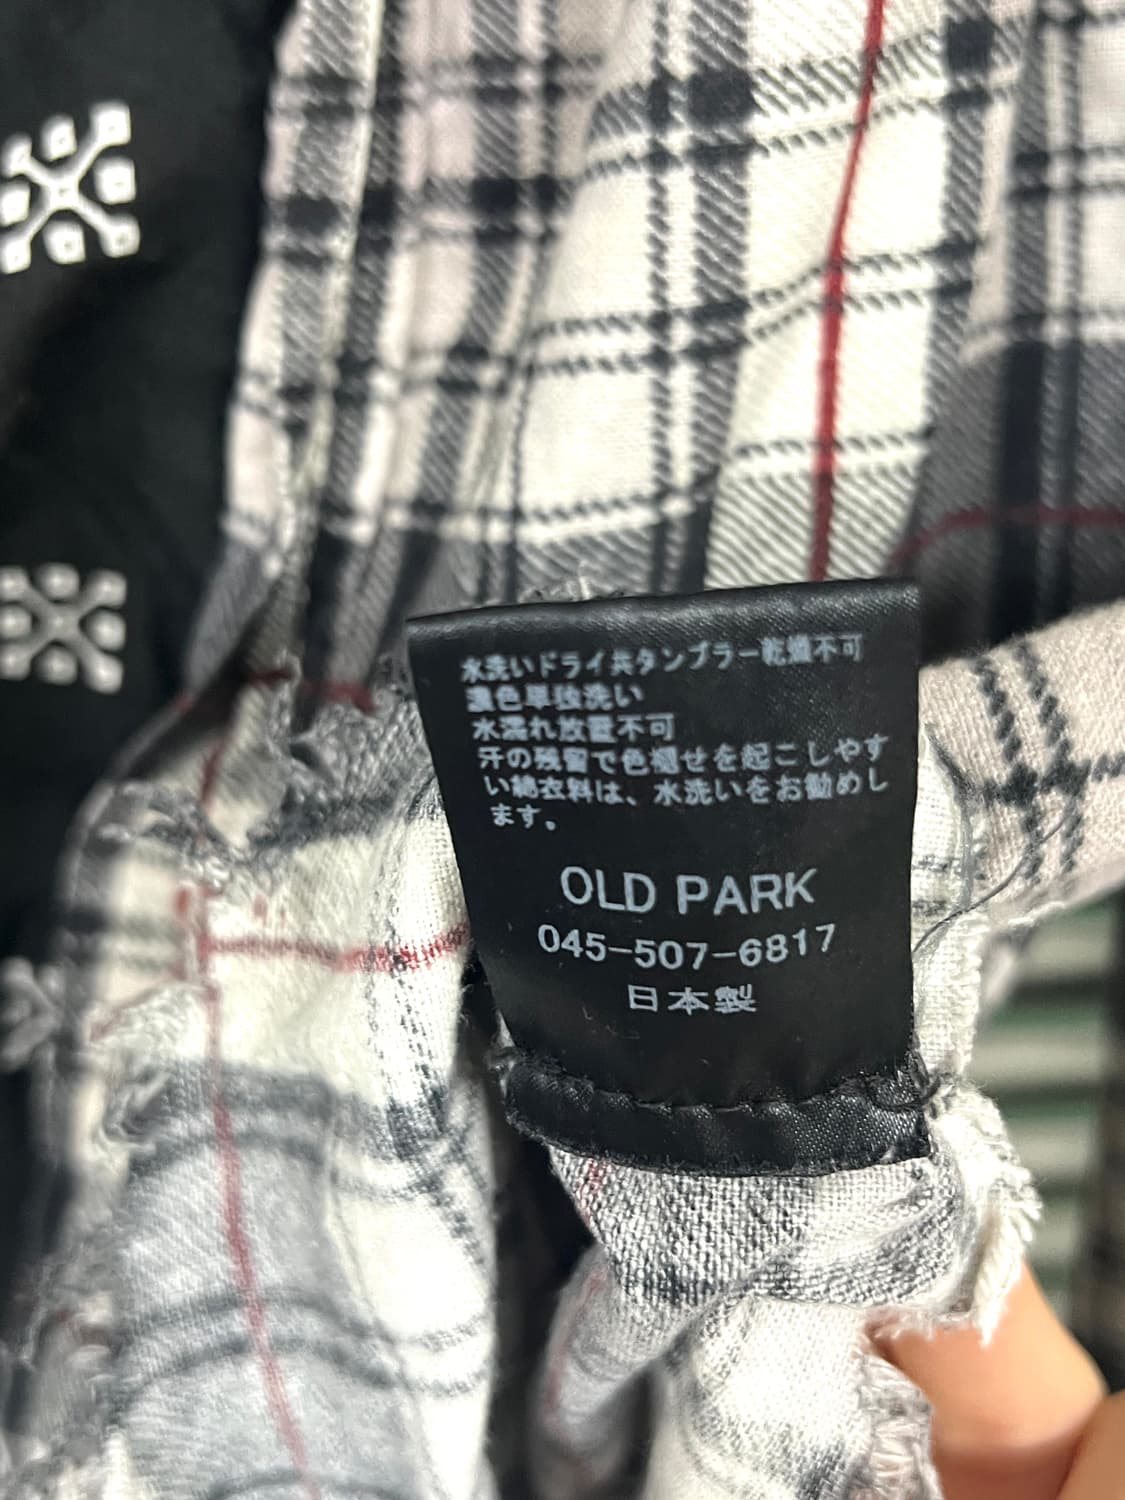 水洗いドライ共タンブラー乾燥不可
濃色単独洗い
水濡れ放置不可
汗の残留で色褪せを起こしやす
い綿衣料は、水洗いをお勧めし
ます。
OLD PARK
045-507-6817
日本製